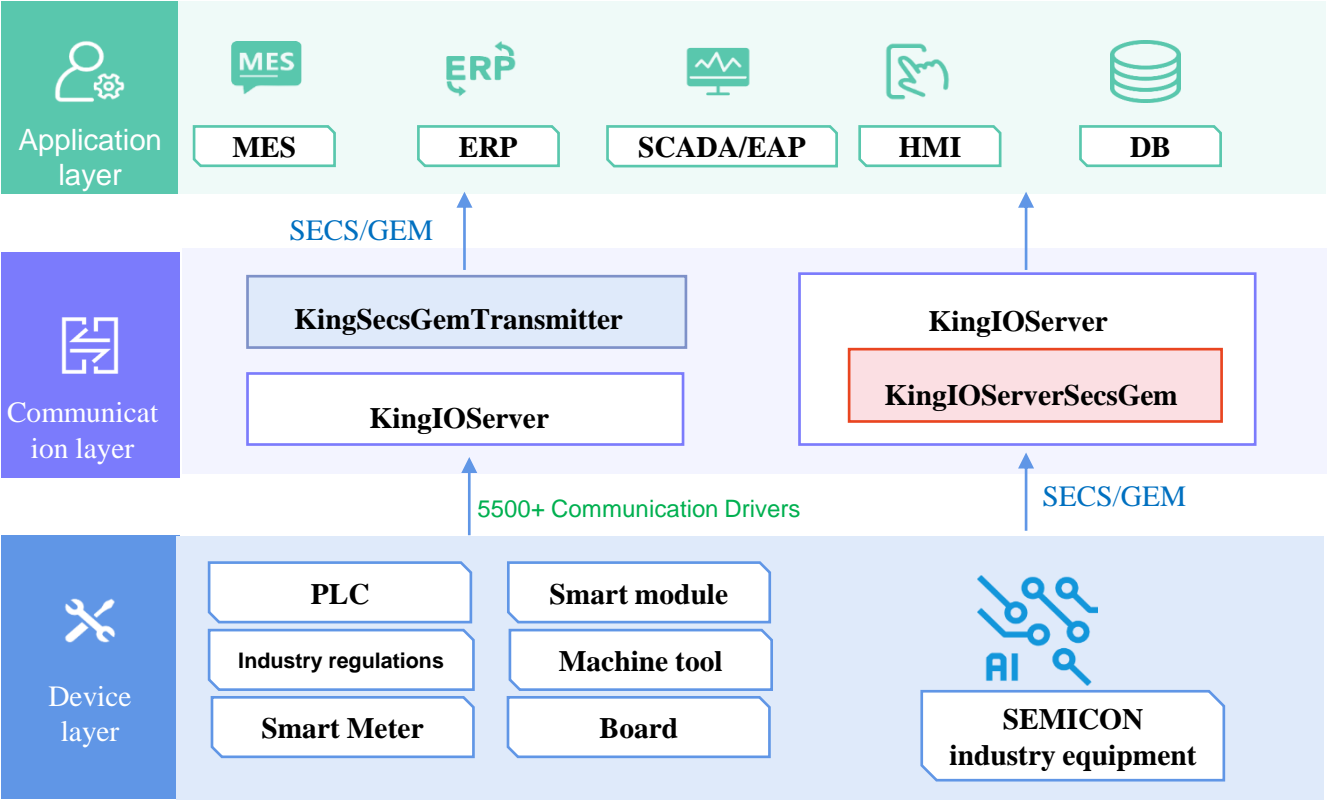 MES
ERP
Application
layer
MES
ERP
SCADA/EAP
HMI
DB
SECS/GEM
Communicat
ion layer
KingSecsGemTransmitter
KingIOServer
KingIOServer
KingIOServerSecsGem
5500+ Communication Drivers
SECS/GEM
Device
layer
PLC
Smart module
Industry regulations
Machine tool
Smart Meter
Board
AI
SEMICON
industry equipment